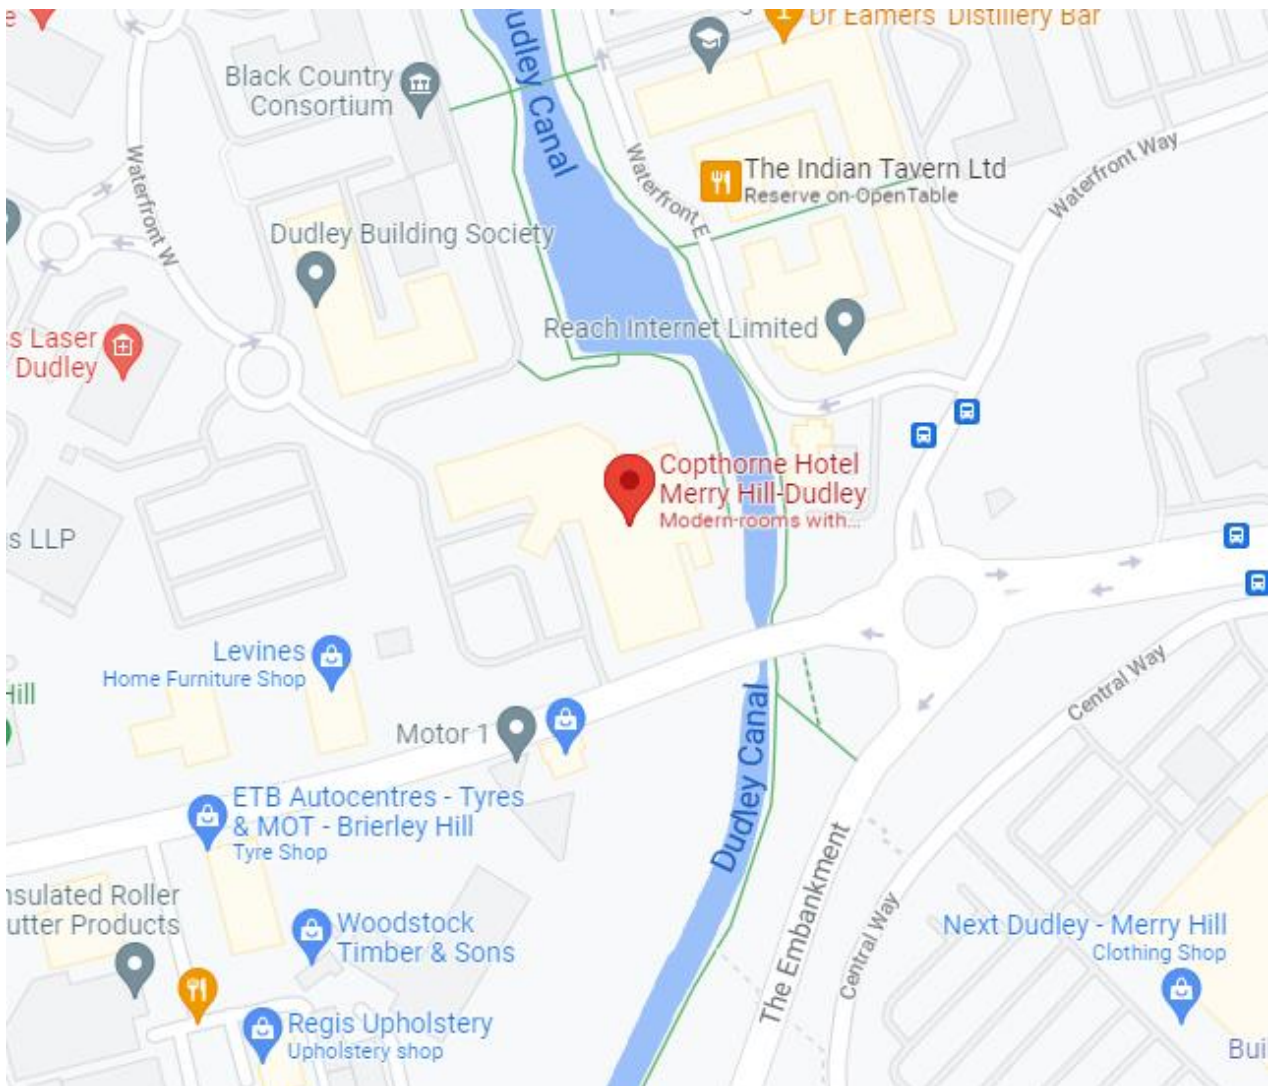 Dr Eamers' Distillery Bar
Dudley Canal
Black Country
Consortium
Waterfront W
Waterfront E
The Indian Tavern Ltd
Reserve on OpenTable
Waterfront Way
Dudley Building Society
Reach Internet Limited
s Laser
Dudley
Copthorne Hotel
Merry Hill-Dudley
Modern rooms with...
s LLP
Levines
Home Furniture Shop
Hill
Central Way
Motor 1
Dudley Canal
ETB Autocentres - Tyres
& MOT - Brierley Hill
Tyre Shop
The Embankment
nsulated Roller
utter Products
Woodstock
Timber & Sons
Central Way
Next Dudley - Merry Hill
Clothing Shop
Regis Upholstery
Upholstery shop
Bui